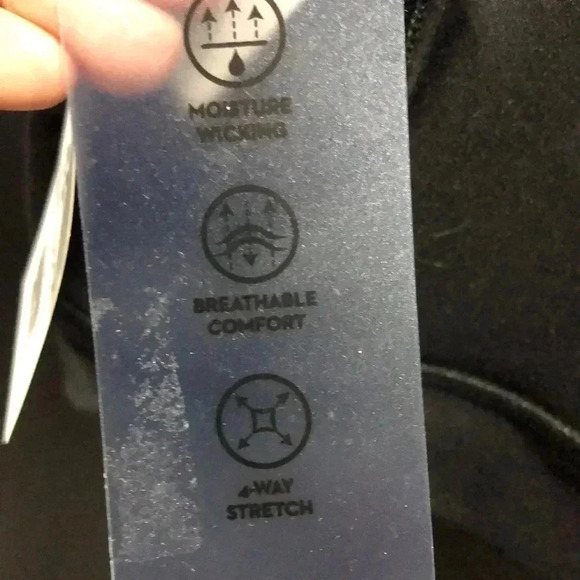 MOISTURE
WICKING
BREATHABLE
COMFORT
4-WAY
STRETCH